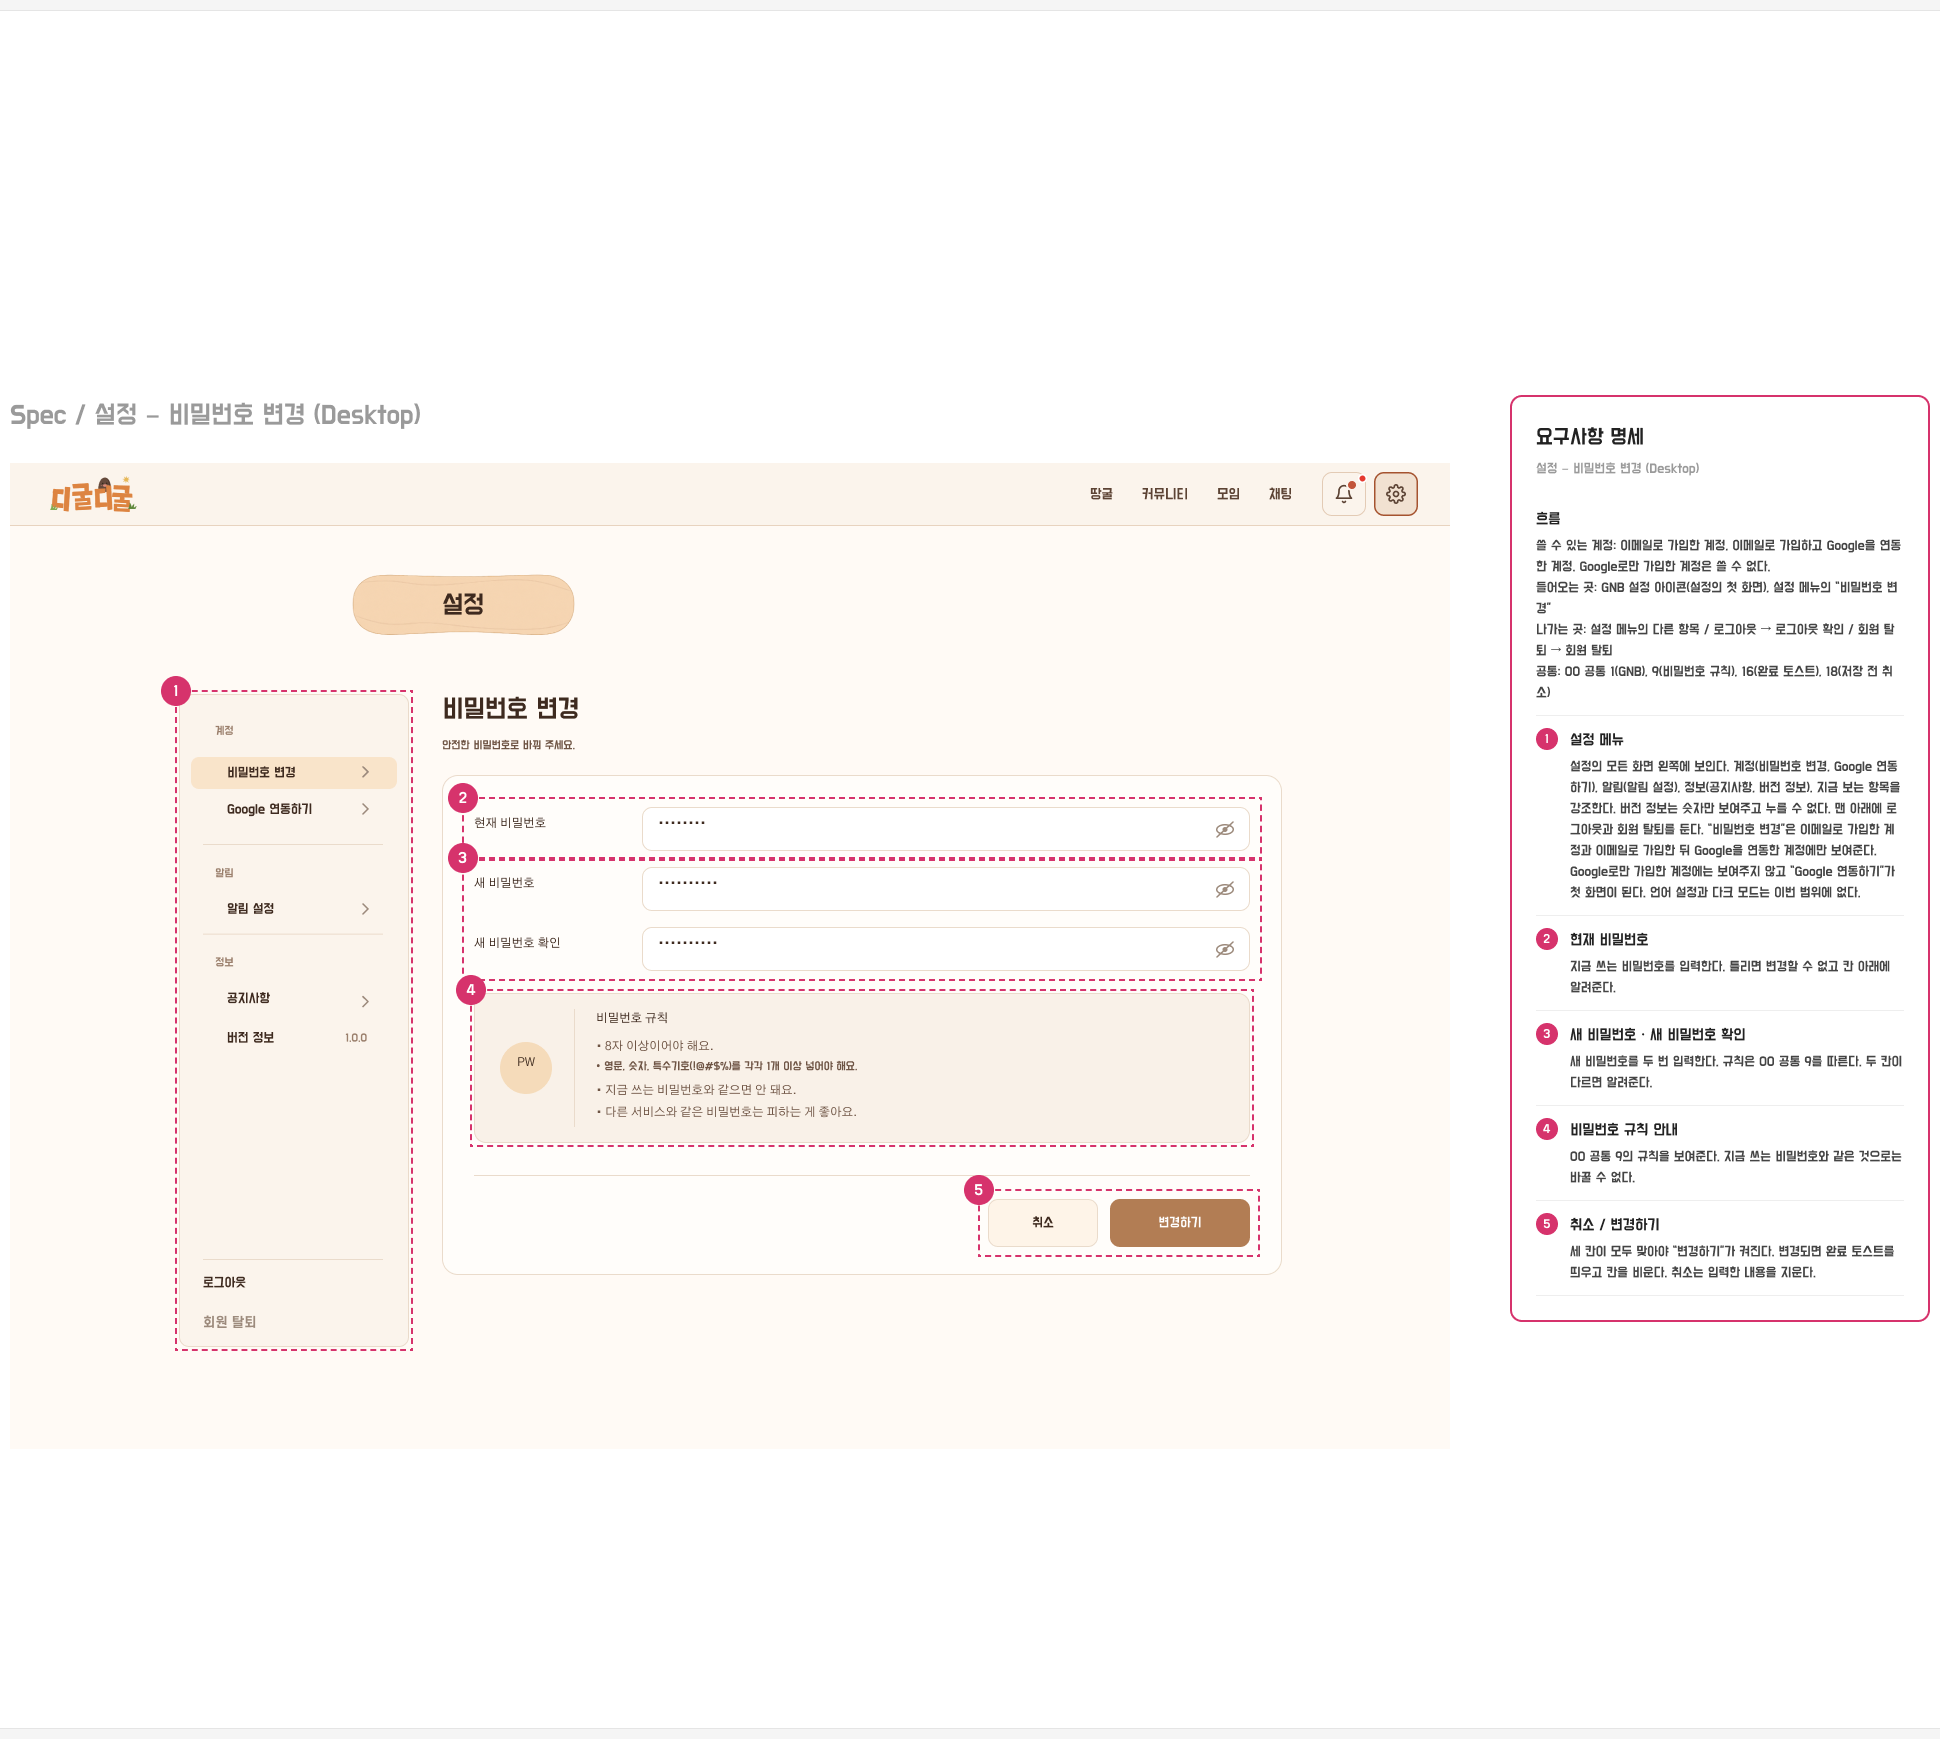 Spec / 설정 – 비밀번호 변경 (Desktop)
디굴디굴
땅굴
커뮤니티
모임
채팅
설정
1
계정
비밀번호 변경
Google 연동하기
알림
알림 설정
정보
공지사항
버전 정보
1.0.0
로그아웃
회원 탈퇴
비밀번호 변경
안전한 비밀번호로 바꿔 주세요.
2
현재 비밀번호
••••••••
3
새 비밀번호
••••••••••
새 비밀번호 확인
••••••••••
4
PW
비밀번호 규칙
• 8자 이상이어야 해요.
• 영문, 숫자, 특수기호(!@#$%)를 각각 1개 이상 넣어야 해요.
• 지금 쓰는 비밀번호와 같으면 안 돼요.
• 다른 서비스와 같은 비밀번호는 피하는 게 좋아요.
5
취소
변경하기
요구사항 명세
설정 – 비밀번호 변경 (Desktop)
흐름
쓸 수 있는 계정: 이메일로 가입한 계정, 이메일로 가입하고 Google을 연동
한 계정. Google로만 가입한 계정은 쓸 수 없다.
들어오는 곳: GNB 설정 아이콘(설정의 첫 화면), 설정 메뉴의 "비밀번호 변
경"
나가는 곳: 설정 메뉴의 다른 항목 / 로그아웃 → 로그아웃 확인 / 회원 탈
퇴 → 회원 탈퇴
공통: 00 공통 1(GNB), 9(비밀번호 규칙), 16(완료 토스트), 18(저장 전 취
소)
1
설정 메뉴
설정의 모든 화면 왼쪽에 보인다. 계정(비밀번호 변경, Google 연동
하기), 알림(알림 설정), 정보(공지사항, 버전 정보). 지금 보는 항목을
강조한다. 버전 정보는 숫자만 보여주고 누를 수 없다. 맨 아래에 로
그아웃과 회원 탈퇴를 둔다. "비밀번호 변경"은 이메일로 가입한 계
정과 이메일로 가입한 뒤 Google을 연동한 계정에만 보여준다.
Google로만 가입한 계정에는 보여주지 않고 "Google 연동하기"가
첫 화면이 된다. 언어 설정과 다크 모드는 이번 범위에 없다.
2
현재 비밀번호
지금 쓰는 비밀번호를 입력한다. 틀리면 변경할 수 없고 칸 아래에
알려준다.
3
새 비밀번호 · 새 비밀번호 확인
새 비밀번호를 두 번 입력한다. 규칙은 00 공통 9를 따른다. 두 칸이
다르면 알려준다.
4
비밀번호 규칙 안내
00 공통 9의 규칙을 보여준다. 지금 쓰는 비밀번호와 같은 것으로는
바꿀 수 없다.
5
취소 / 변경하기
세 칸이 모두 맞아야 "변경하기"가 켜진다. 변경되면 완료 토스트를
띄우고 칸을 비운다. 취소는 입력한 내용을 지운다.